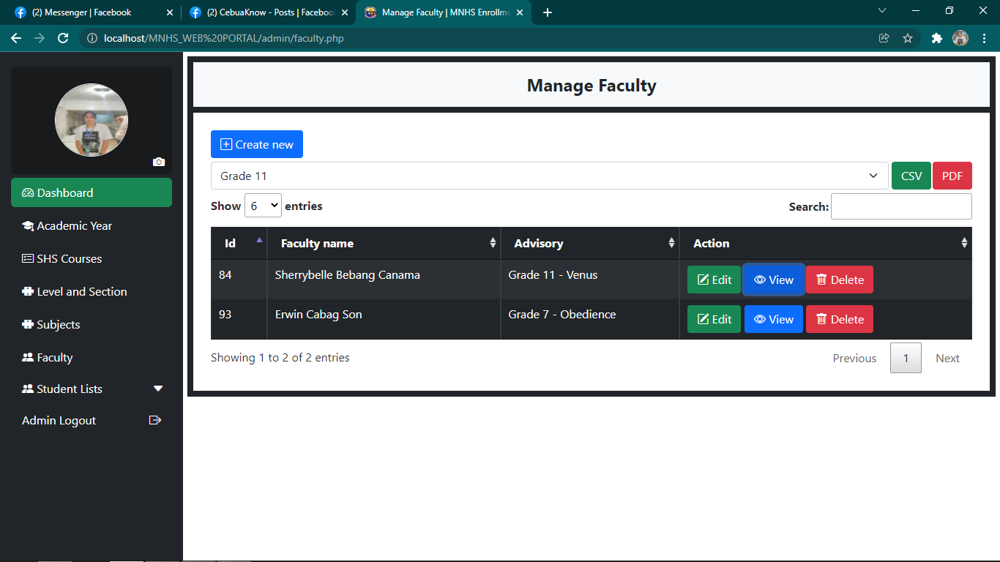 (2) Messenger | Facebook
(2) CebuaKnow - Posts | Facebook
Manage Faculty | MNHS Enrollme
localhost/MNHS_WEB%20PORTAL/admin/faculty.php
Dashboard
Academic Year
SHS Courses
Level and Section
Subjects
Faculty
Student Lists
Admin Logout
Manage Faculty
Create new
Grade 11
CSV PDF
Show 6 entries
Search:
Id Faculty name Advisory Action
84 Sherrybelle Bebang Canama Grade 11 - Venus Edit View Delete
93 Erwin Cabag Son Grade 7 - Obedience Edit View Delete
Showing 1 to 2 of 2 entries
Previous 1 Next